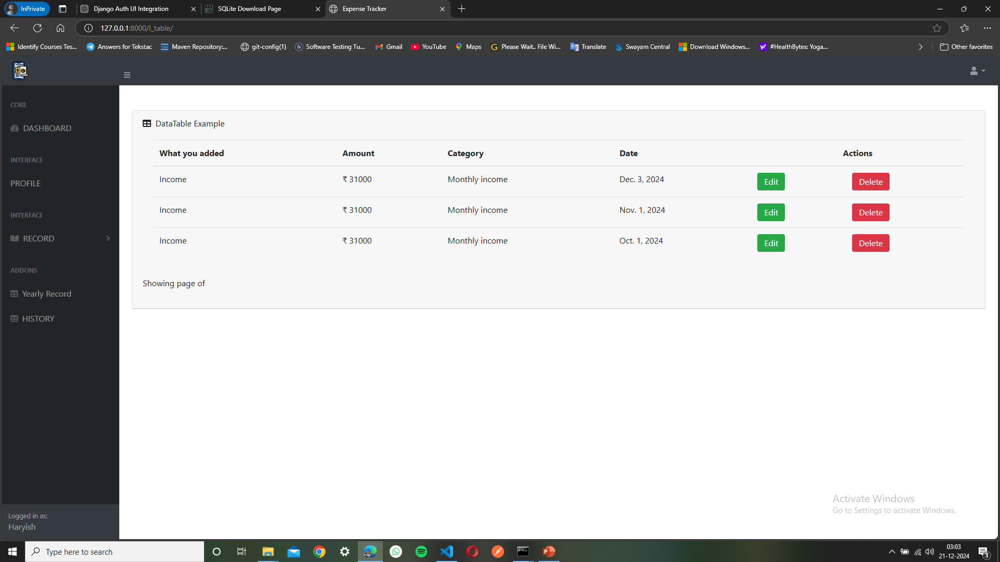 InPrivate
Django Auth UI Integration
SQLite Download Page
Expense Tracker
127.0.0.1:8000/l_table/
Identify Courses Tes...
Answers for Tekstac
Maven Repository:...
git-config(1)
Software Testing Tu...
Gmail
YouTube
Maps
Please Wait.. File Wi...
Translate
Swayam Central
Download Windows...
#HealthBytes: Yoga...
Other favorites
CORE
DASHBOARD
INTERFACE
PROFILE
INTERFACE
RECORD
ADDONS
Yearly Record
HISTORY
Logged in as:
Haryish
DataTable Example
What you added Amount Category Date Actions
Income ₹ 31000 Monthly income Dec. 3, 2024 Edit Delete
Income ₹ 31000 Monthly income Nov. 1, 2024 Edit Delete
Income ₹ 31000 Monthly income Oct. 1, 2024 Edit Delete
Showing page of
Activate Windows
Go to Settings to activate Windows.
Type here to search
03:03
21-12-2024
3